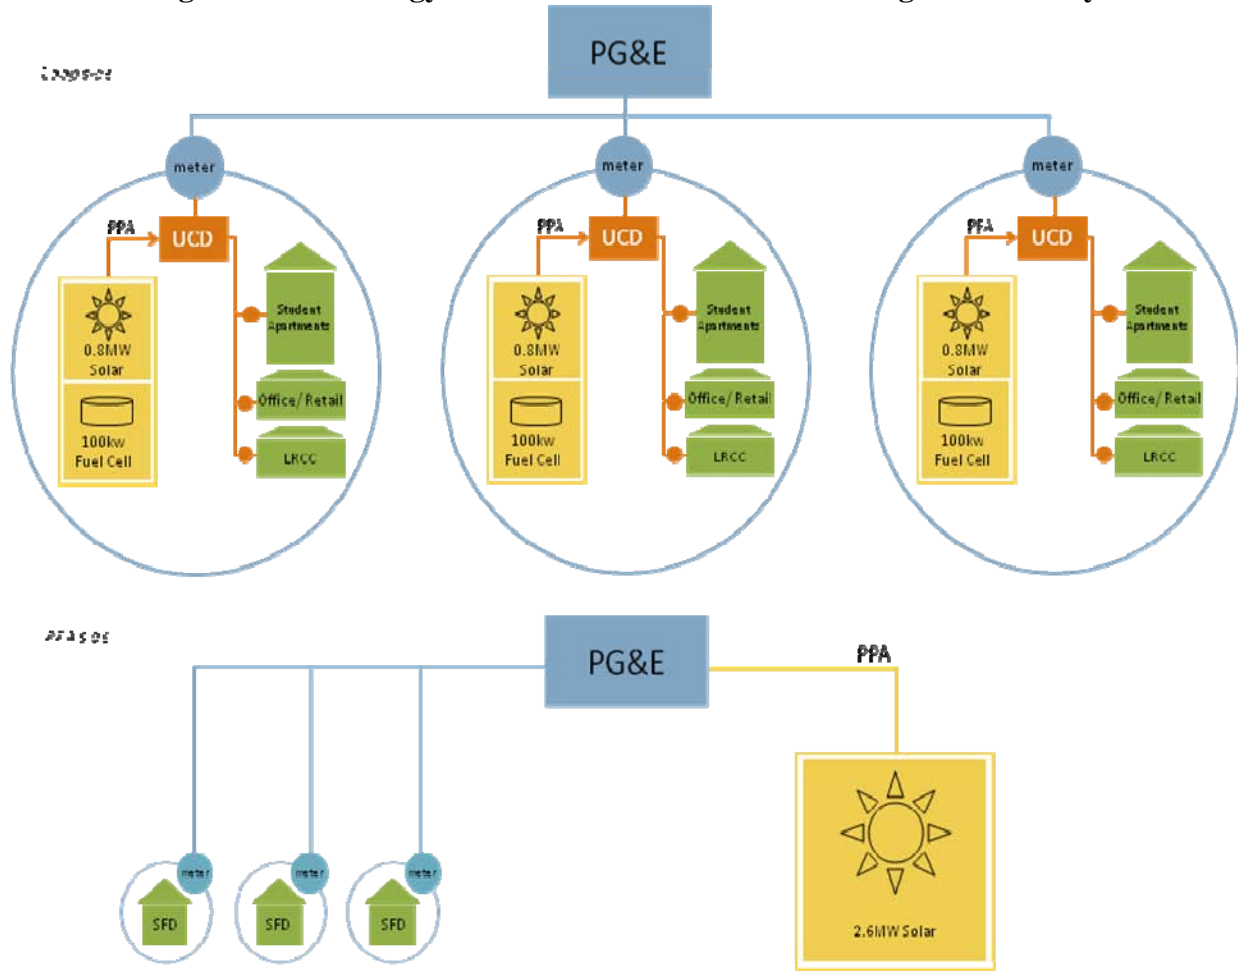 PG&E
meter
meter
meter
PPA
UCD
PPA
UCD
PPA
UCD
Student
Apartments
Student
Apartments
Student
Apartments
0.8MW
Solar
0.8MW
Solar
0.8MW
Solar
Office/ Retail
Office/ Retail
Office/ Retail
100kw
Fuel Cell
100kw
Fuel Cell
100kw
Fuel Cell
LRCC
LRCC
LRCC
PG&E
PPA
meter
meter
meter
SFD
SFD
SFD
2.6MW Solar